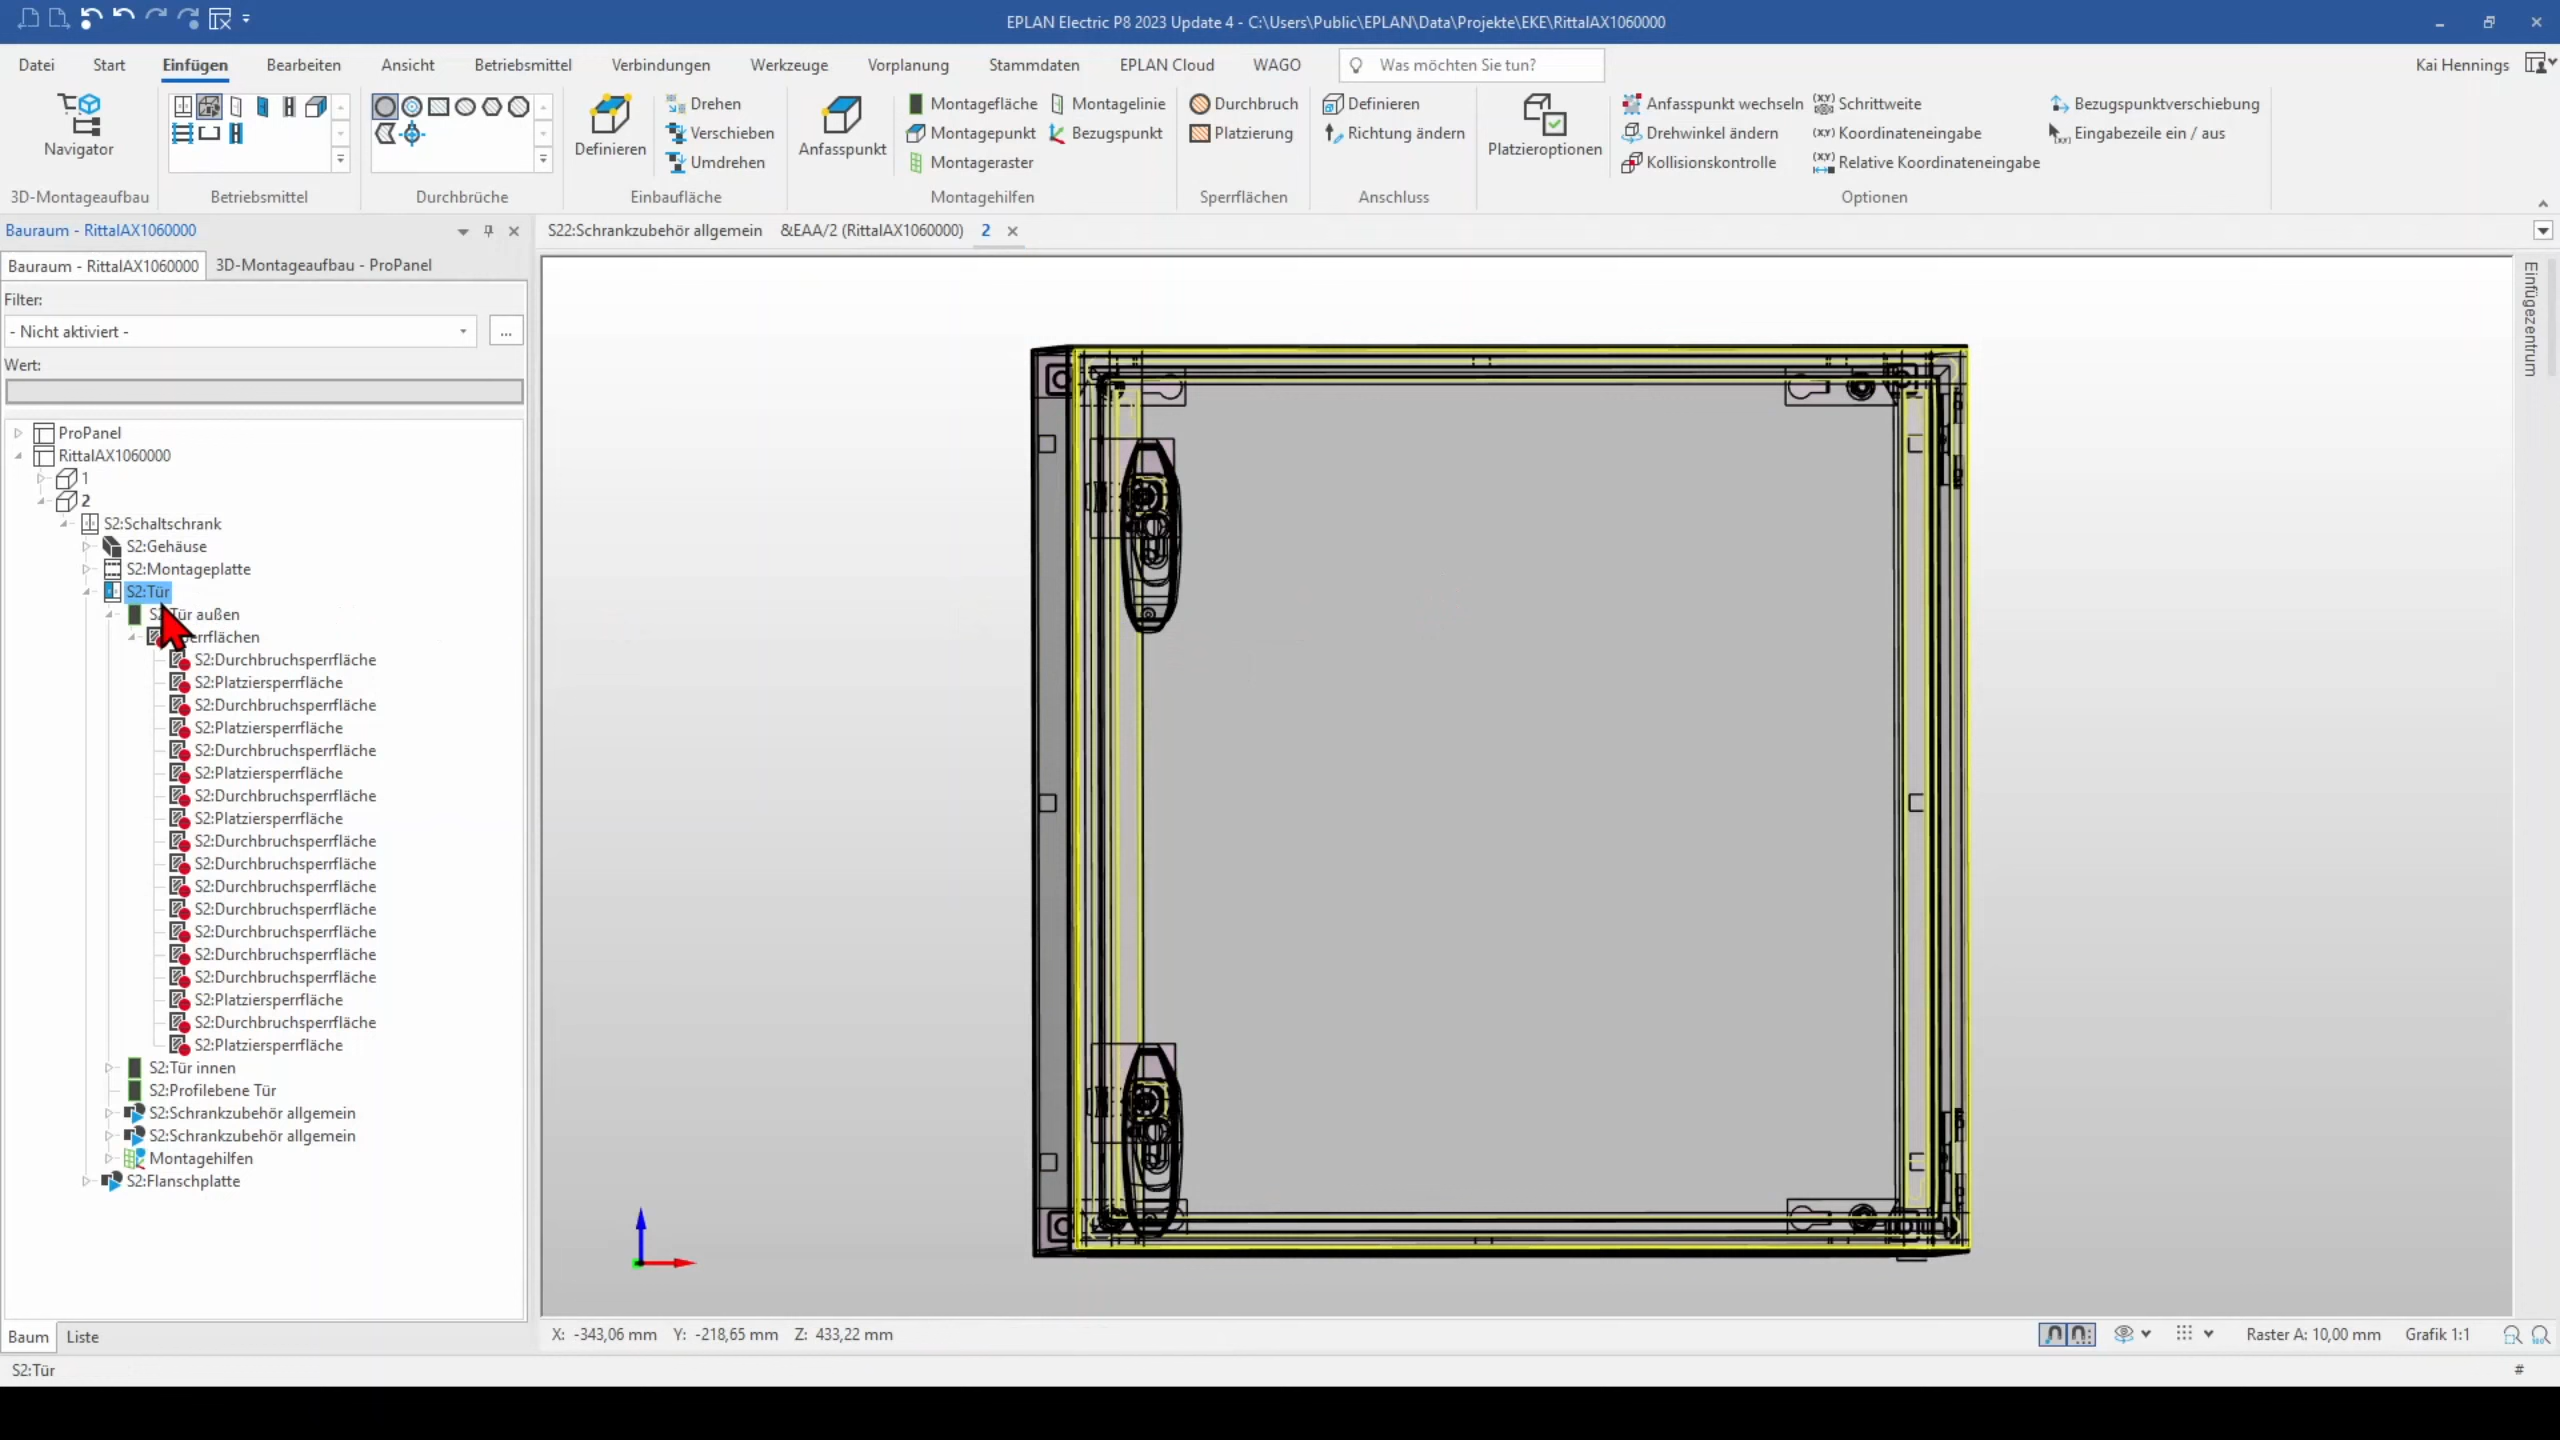 EPLAN Electric P8 2023 Update 4 - C:\Users\Public\EPLAN\Data\Projekte\EKE\RittalAX1060000
Datei Start Einfügen Bearbeiten Ansicht Betriebsmittel Verbindungen Werkzeuge Vorplanung Stammdaten EPLAN Cloud WAGO Was möchten Sie tun? Kai Hennings
Navigator
3D-Montageaufbau
Betriebsmittel
Durchbrüche
Definieren
Drehen
Verschieben
Umdrehen
Einbaufläche
Anfasspunkt
Montagefläche
Montagepunkt
Montageraster
Montagelinie
Bezugspunkt
Montagehilfen
Durchbruch
Platzierung
Sperrflächen
Definieren
Richtung ändern
Anschluss
Platzieroptionen
Anfasspunkt wechseln
Drehwinkel ändern
Kollisionskontrolle
(X,Y) Schrittweite
(X,Y) Koordinateneingabe
(X,Y) Relative Koordinateneingabe
Bezugspunktverschiebung
Eingabezeile ein / aus
Optionen
Bauraum - RittalAX1060000
Bauraum - RittalAX1060000 3D-Montageaufbau - ProPanel
Filter:
- Nicht aktiviert -
...
Wert:
ProPanel
RittalAX1060000
1
2
S2:Schaltschrank
S2:Gehäuse
S2:Montageplatte
S2:Tür
S2:Tür außen
Sperrflächen
S2:Durchbruchsperrfläche
S2:Platziersperrfläche
S2:Durchbruchsperrfläche
S2:Platziersperrfläche
S2:Durchbruchsperrfläche
S2:Platziersperrfläche
S2:Durchbruchsperrfläche
S2:Platziersperrfläche
S2:Durchbruchsperrfläche
S2:Durchbruchsperrfläche
S2:Durchbruchsperrfläche
S2:Durchbruchsperrfläche
S2:Durchbruchsperrfläche
S2:Durchbruchsperrfläche
S2:Durchbruchsperrfläche
S2:Platziersperrfläche
S2:Durchbruchsperrfläche
S2:Platziersperrfläche
S2:Tür innen
S2:Profilebene Tür
S2:Schrankzubehör allgemein
S2:Schrankzubehör allgemein
Montagehilfen
S2:Flanschplatte
Baum Liste
S2:Tür
S22:Schrankzubehör allgemein &EAA/2 (RittalAX1060000) 2
Einfügezentrum
X: -343,06 mm Y: -218,65 mm Z: 433,22 mm
Raster A: 10,00 mm Grafik 1:1
#